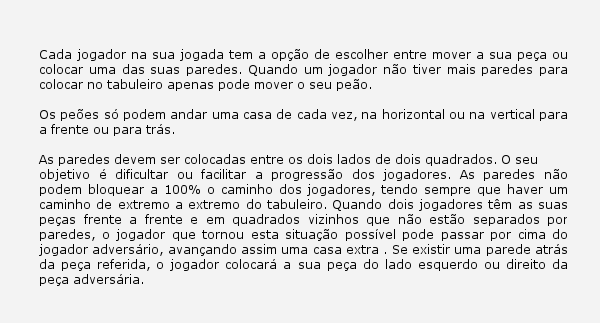 Cada jogador na sua jogada tem a opção de escolher entre mover a sua peça ou
colocar uma das suas paredes. Quando um jogador não tiver mais paredes para
colocar no tabuleiro apenas pode mover o seu peão.
Os peões só podem andar uma casa de cada vez, na horizontal ou na vertical para
a frente ou para trás.
As paredes devem ser colocadas entre os dois lados de dois quadrados. O seu
objetivo é dificultar ou facilitar a progressão dos jogadores. As paredes não
podem bloquear a 100% o caminho dos jogadores, tendo sempre que haver um
caminho de extremo a extremo do tabuleiro. Quando dois jogadores têm as suas
peças frente a frente e em quadrados vizinhos que não estão separados por
paredes, o jogador que tornou esta situação possível pode passar por cima do
jogador adversário, avançando assim uma casa extra . Se existir uma parede atrás
da peça referida, o jogador colocará a sua peça do lado esquerdo ou direito da
peça adversária.